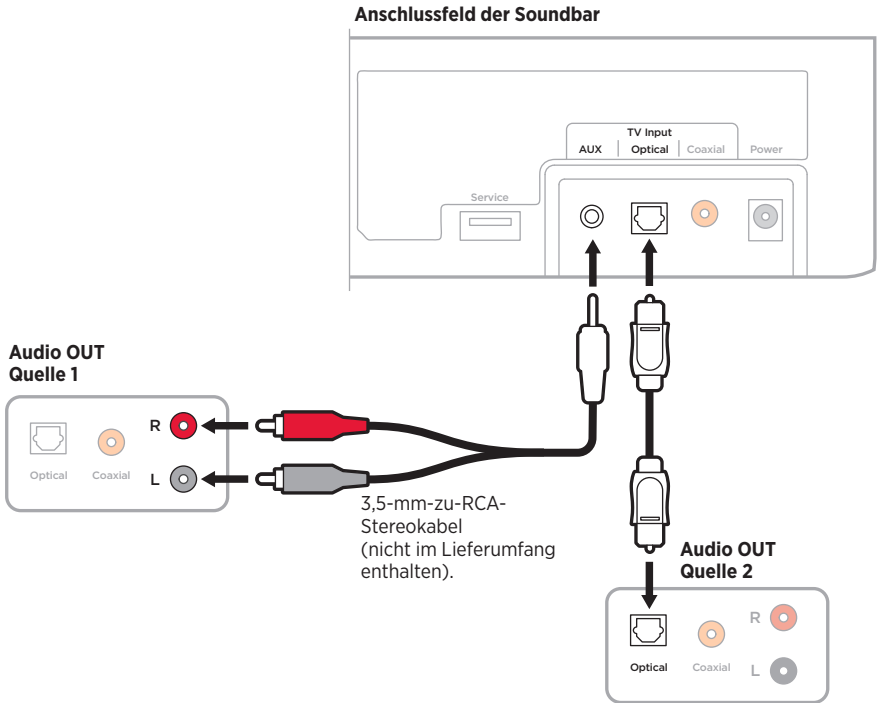 Anschlussfeld der Soundbar
TV Input
AUX
Optical
Coaxial
Power
Service
Audio OUT
Quelle 1
R
L
Optical
Coaxial
3,5-mm-zu-RCA-
Stereokabel
(nicht im Lieferumfang
enthalten).
Audio OUT
Quelle 2
R
L
Optical
Coaxial